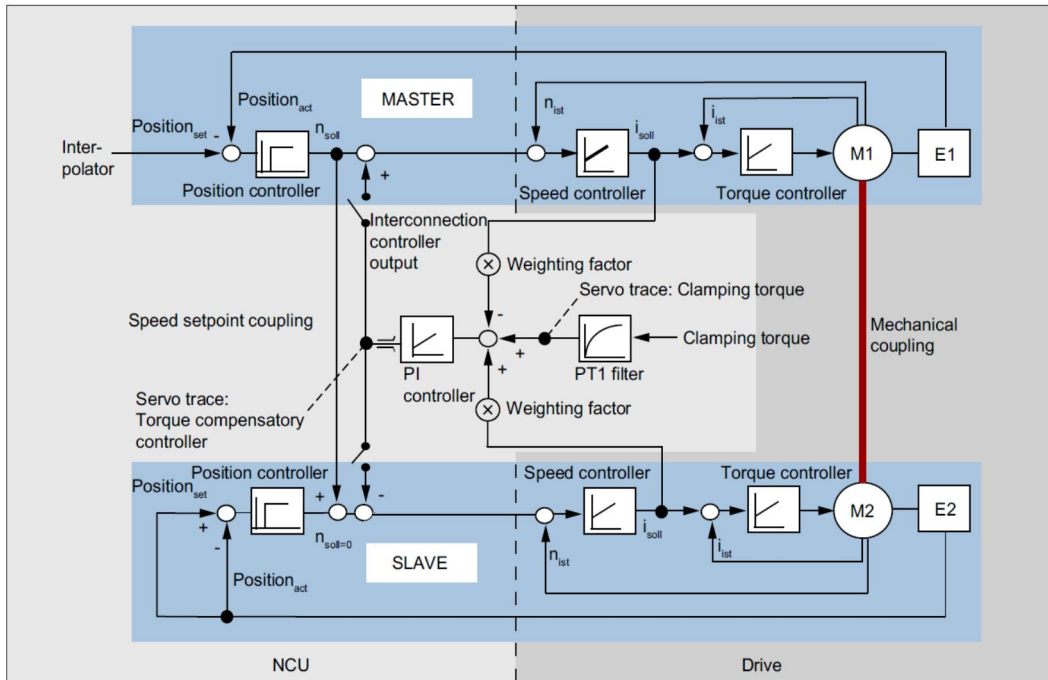 MASTER
Position_act
Position_set
-
n_soll
n_ist
i_soll
i_ist
Inter-
polator
M1
E1
Position controller
+
Speed controller
Torque controller
Interconnection
controller
output
Weighting factor
Servo trace: Clamping torque
-
Speed setpoint coupling
Clamping torque
Mechanical
coupling
+
+
PI
controller
PT1 filter
Servo trace:
Torque compensatory
controller
Weighting factor
Position controller
Speed controller
Torque controller
Position_set
+
-
+
-
n_soll=0
i_soll
i_ist
n_ist
M2
E2
SLAVE
Position_act
NCU
Drive